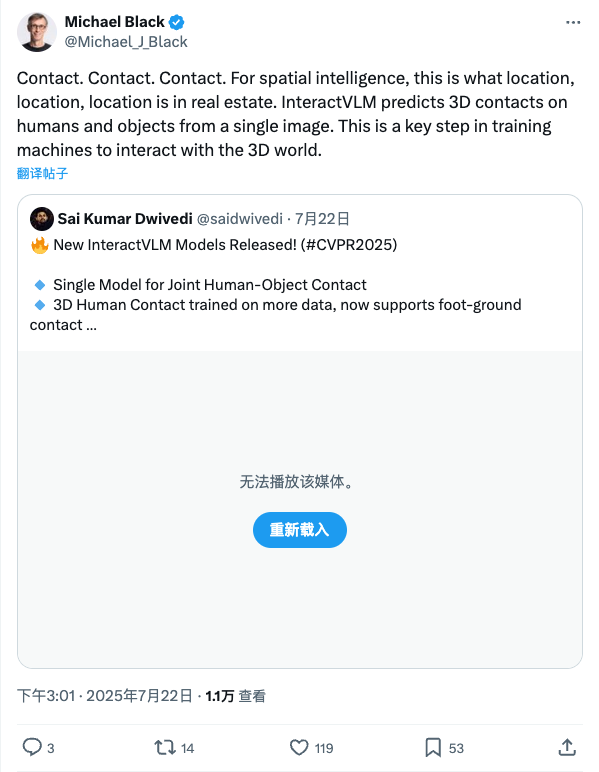 Michael Black
@Michael_J_Black
Contact. Contact. Contact. For spatial intelligence, this is what location,
location, location is in real estate. InteractVLM predicts 3D contacts on
humans and objects from a single image. This is a key step in training
machines to interact with the 3D world.
翻译帖子
Sai Kumar Dwivedi @saidwivedi · 7月22日
🔥 New InteractVLM Models Released! (#CVPR2025)
🔹 Single Model for Joint Human-Object Contact
🔹 3D Human Contact trained on more data, now supports foot-ground
contact ...
无法播放该媒体。
重新载入
下午3:01 · 2025年7月22日 · 1.1万 查看
3 14 119 53